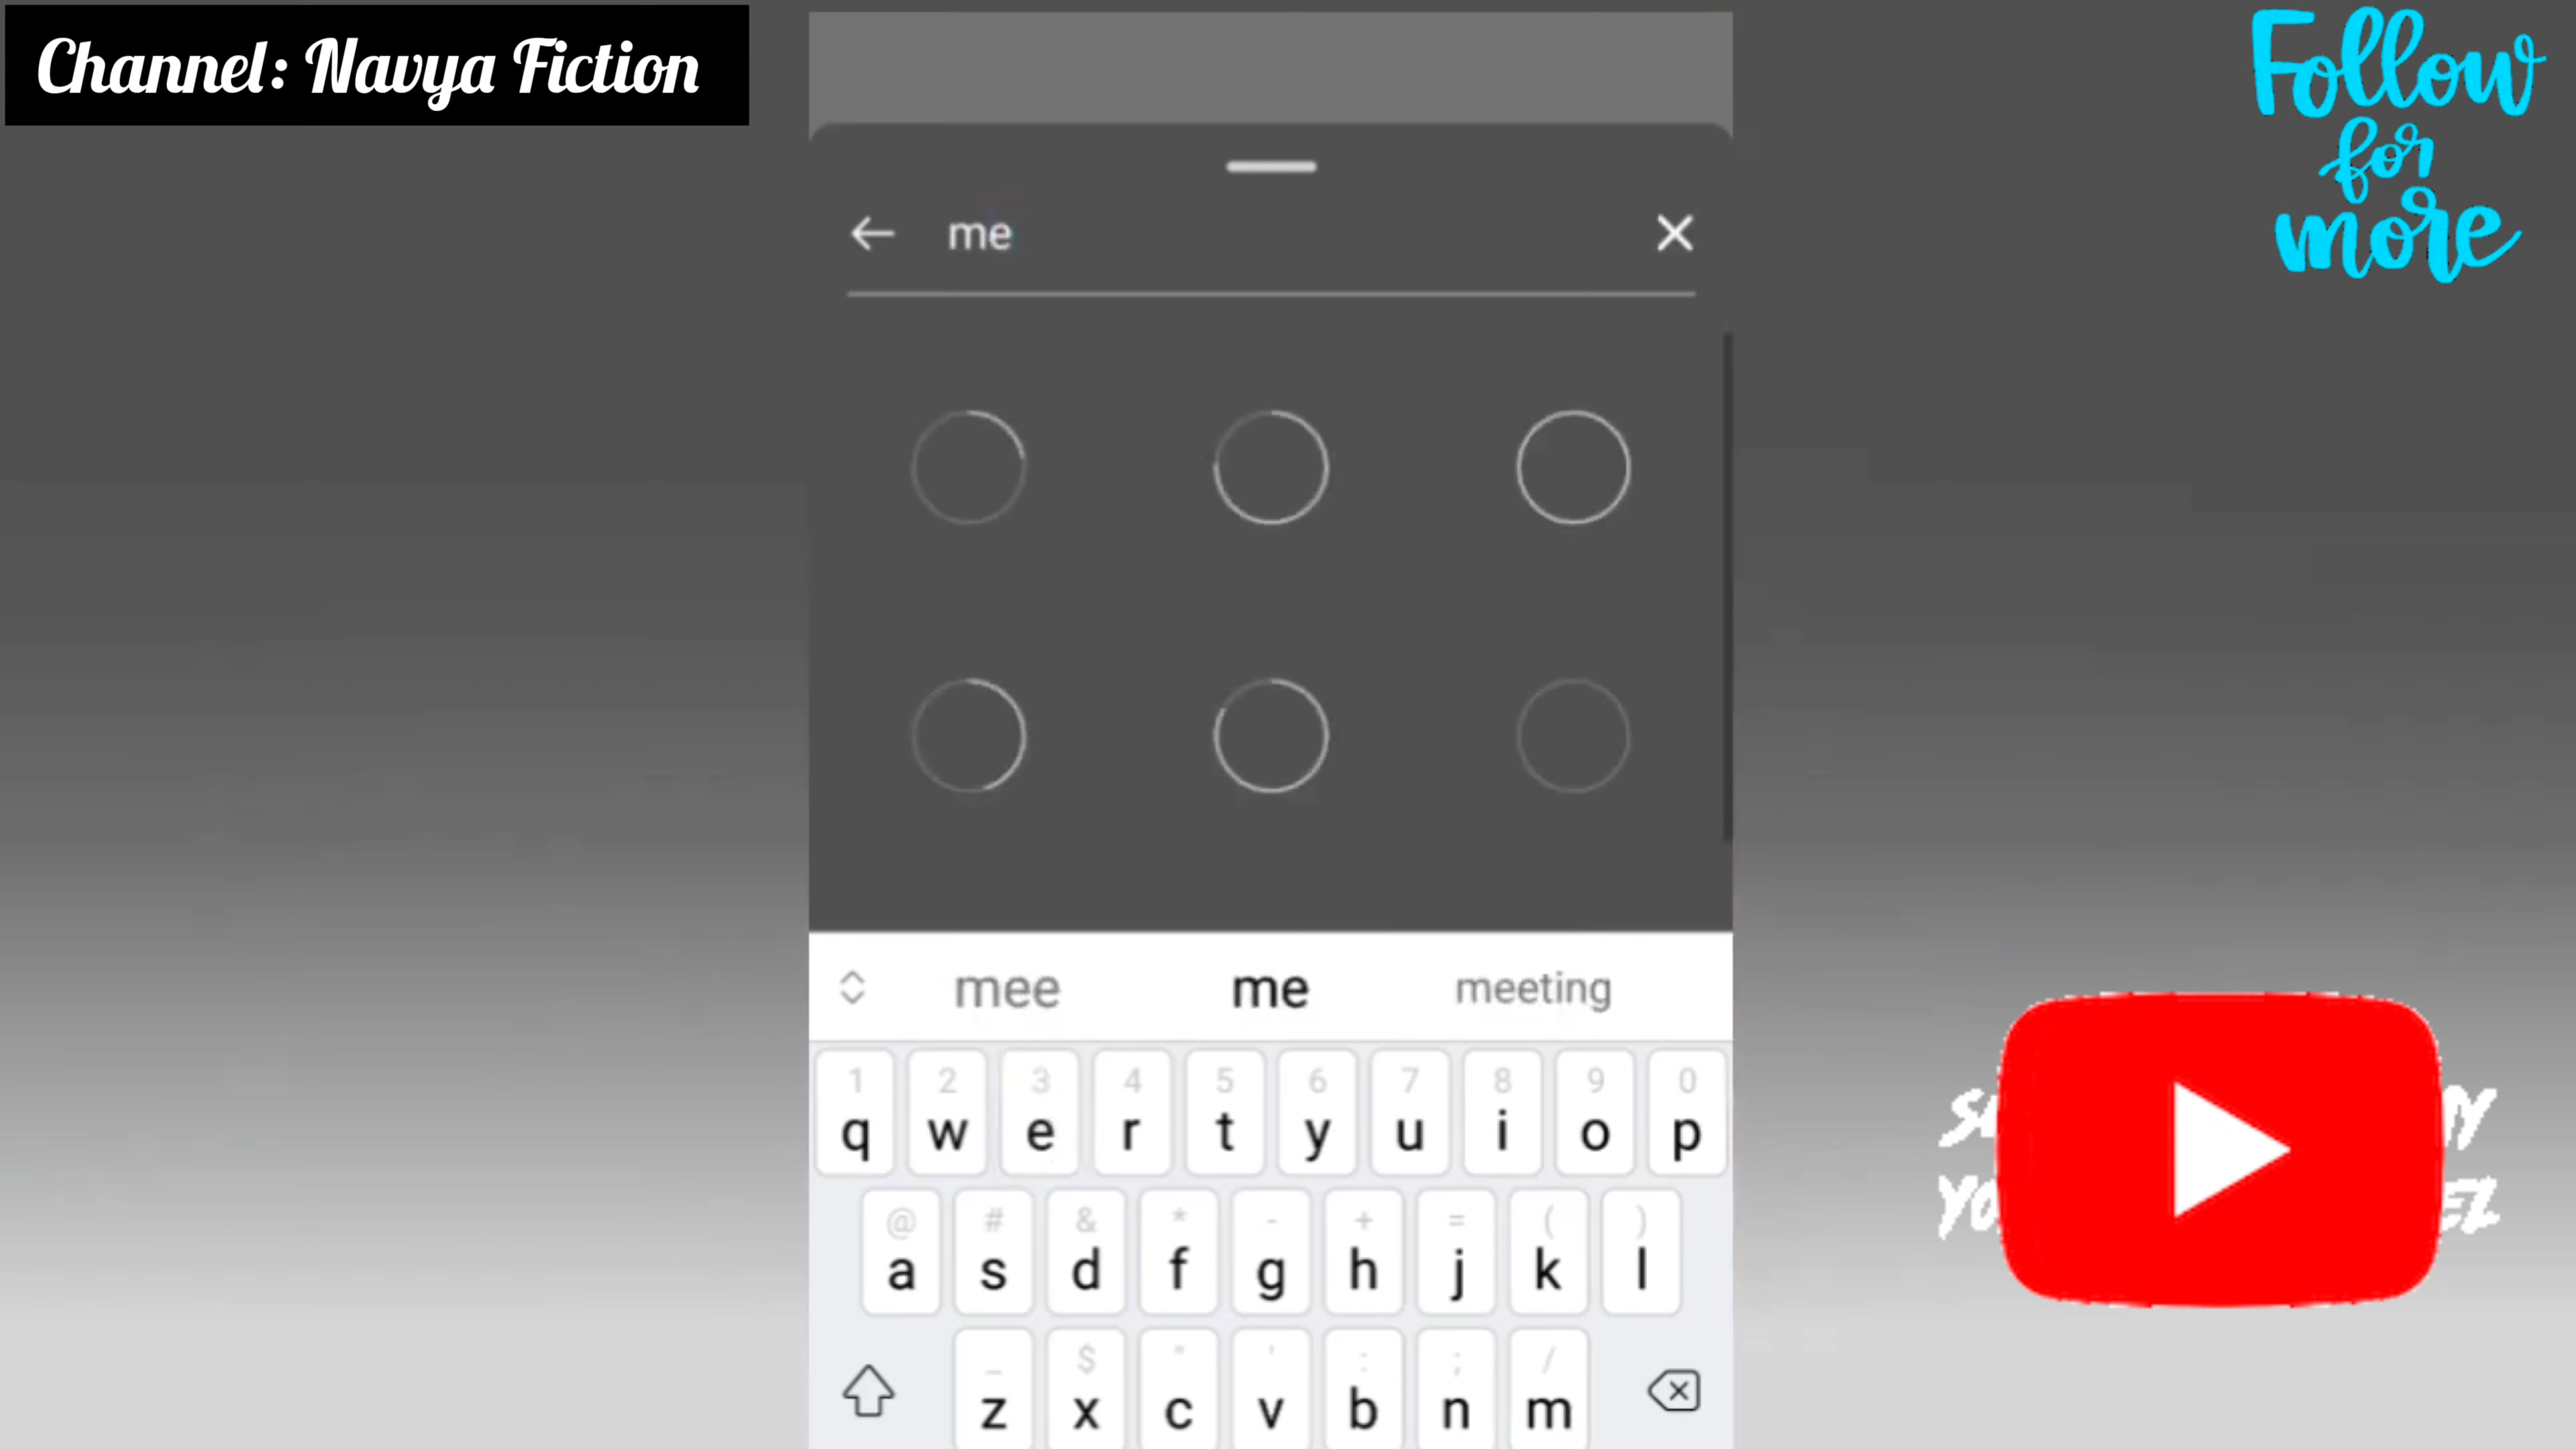 Channel: Navya Fiction
Follow
for
more
me
mee me meeting
1 2 3 4 5 6 7 8 9 0
q w e r t y u i o p
@ # & * - + = ( )
a s d f g h j k l
_ $ " ' : ; /
z x c v b n m